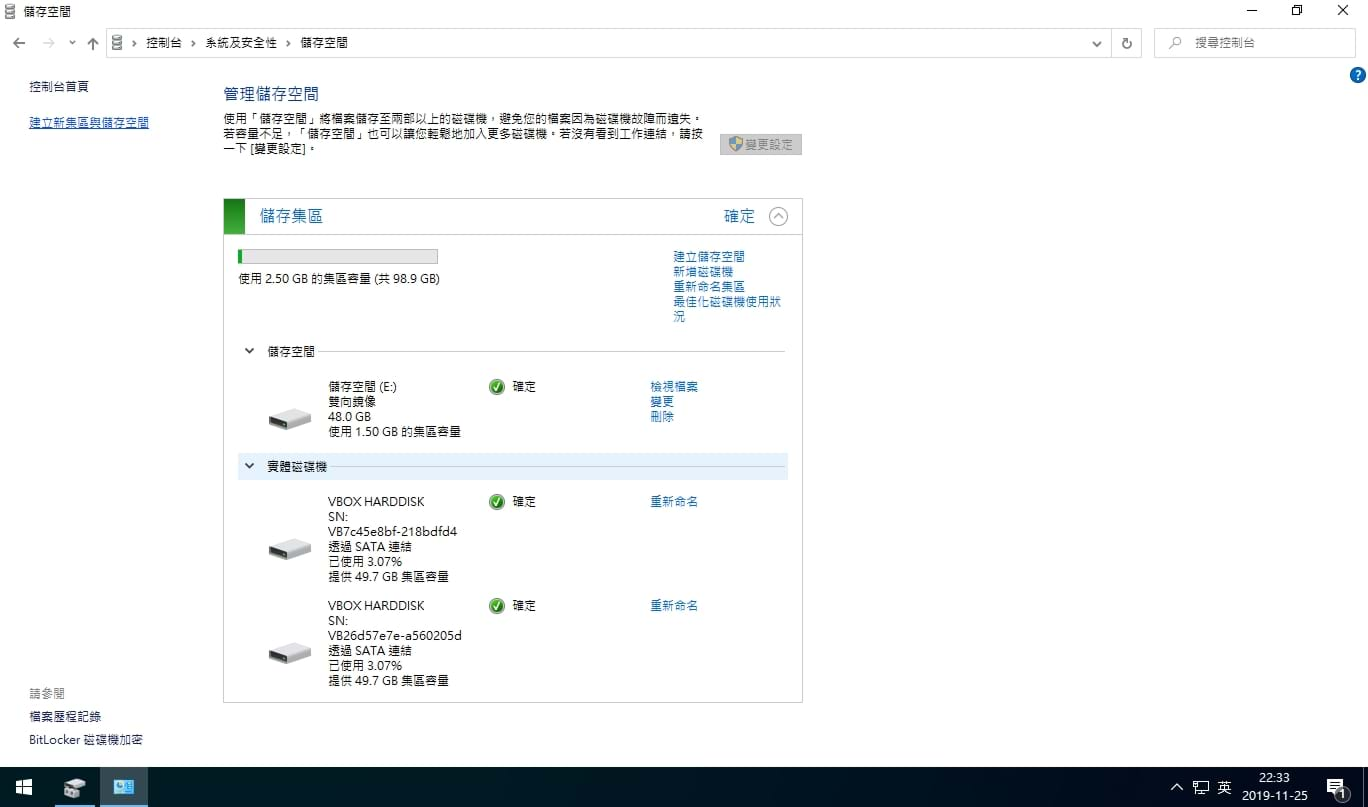 儲存空間
控制台 › 系統及安全性 › 儲存空間
搜尋控制台
?
控制台首頁
建立新集區與儲存空間
管理儲存空間
使用「儲存空間」將檔案儲存至兩部以上的磁碟機，避免您的檔案因為磁碟機故障而遺失。
若容量不足，「儲存空間」也可以讓您輕鬆地加入更多磁碟機。若沒有看到工作連結，請按
一下 [變更設定]。
變更設定
儲存集區
確定
使用 2.50 GB 的集區容量 (共 98.9 GB)
建立儲存空間
新增磁碟機
重新命名集區
最佳化磁碟機使用狀
況
儲存空間
儲存空間 (E:)
雙向鏡像
48.0 GB
使用 1.50 GB 的集區容量
確定
檢視檔案
變更
刪除
實體磁碟機
VBOX HARDDISK
SN:
VB7c45e8bf-218bdfd4
透過 SATA 連結
已使用 3.07%
提供 49.7 GB 集區容量
確定
重新命名
VBOX HARDDISK
SN:
VB26d57e7e-a560205d
透過 SATA 連結
已使用 3.07%
提供 49.7 GB 集區容量
確定
重新命名
請參閱
檔案歷程記錄
BitLocker 磁碟機加密
英
22:33
2019-11-25
1